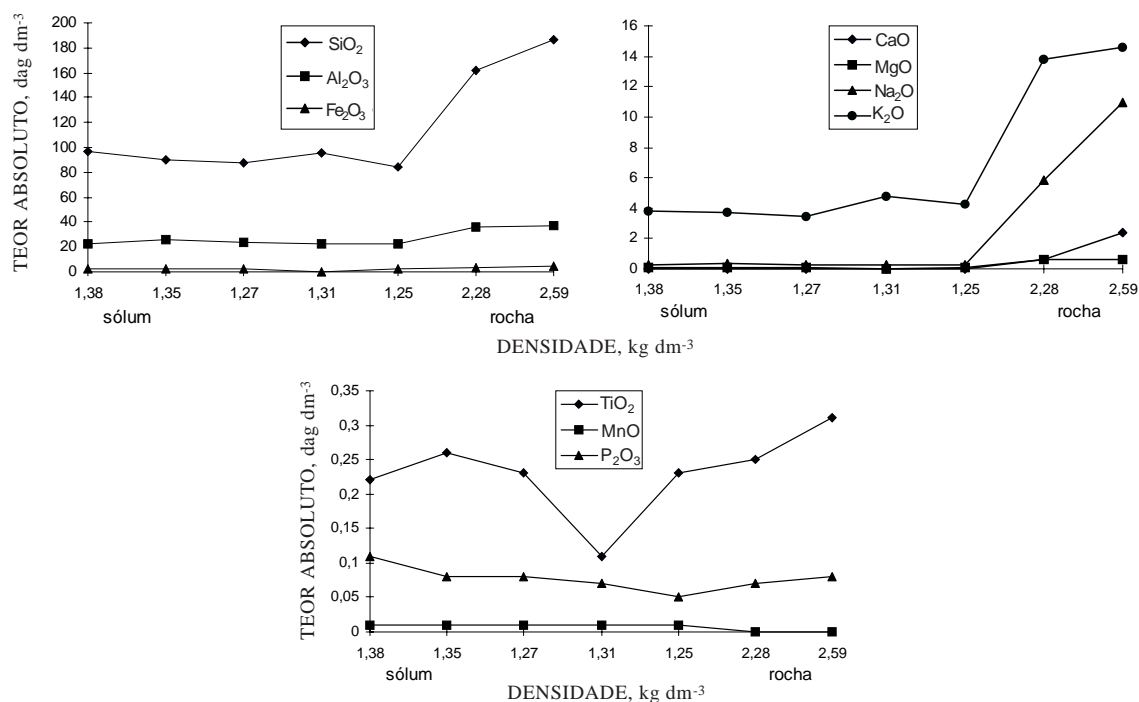 TEOR ABSOLUTO, dag dm⁻³
200
180
160
140
120
100
80
60
40
20
0
SiO₂
Al₂O₃
Fe₂O₃
1,38 1,35 1,27 1,31 1,25 2,28 2,59
sólum rocha
16
14
12
10
8
6
4
2
0
CaO
MgO
Na₂O
K₂O
1,38 1,35 1,27 1,31 1,25 2,28 2,59
sólum rocha
DENSIDADE, kg dm⁻³
TEOR ABSOLUTO, dag dm⁻³
0,35
0,3
0,25
0,2
0,15
0,1
0,05
0
TiO₂
MnO
P₂O₃
1,38 1,35 1,27 1,31 1,25 2,28 2,59
sólum rocha
DENSIDADE, kg dm⁻³